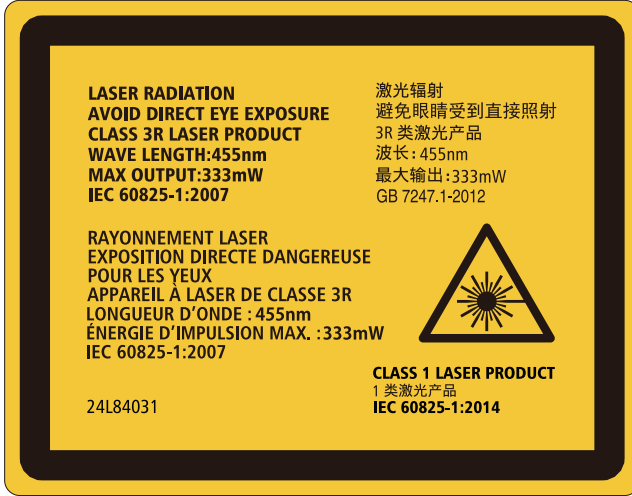 LASER RADIATION
AVOID DIRECT EYE EXPOSURE
CLASS 3R LASER PRODUCT
WAVE LENGTH:455nm
MAX OUTPUT:333mW
IEC 60825-1:2007
激光辐射
避免眼睛受到直接照射
3R 类激光产品
波长: 455nm
最大输出:333mW
GB 7247.1-2012
RAYONNEMENT LASER
EXPOSITION DIRECTE DANGEREUSE
POUR LES YEUX
APPAREIL À LASER DE CLASSE 3R
LONGUEUR D'ONDE : 455nm
ÉNERGIE D'IMPULSION MAX. :333mW
IEC 60825-1:2007
24L84031
CLASS 1 LASER PRODUCT
1 类激光产品
IEC 60825-1:2014